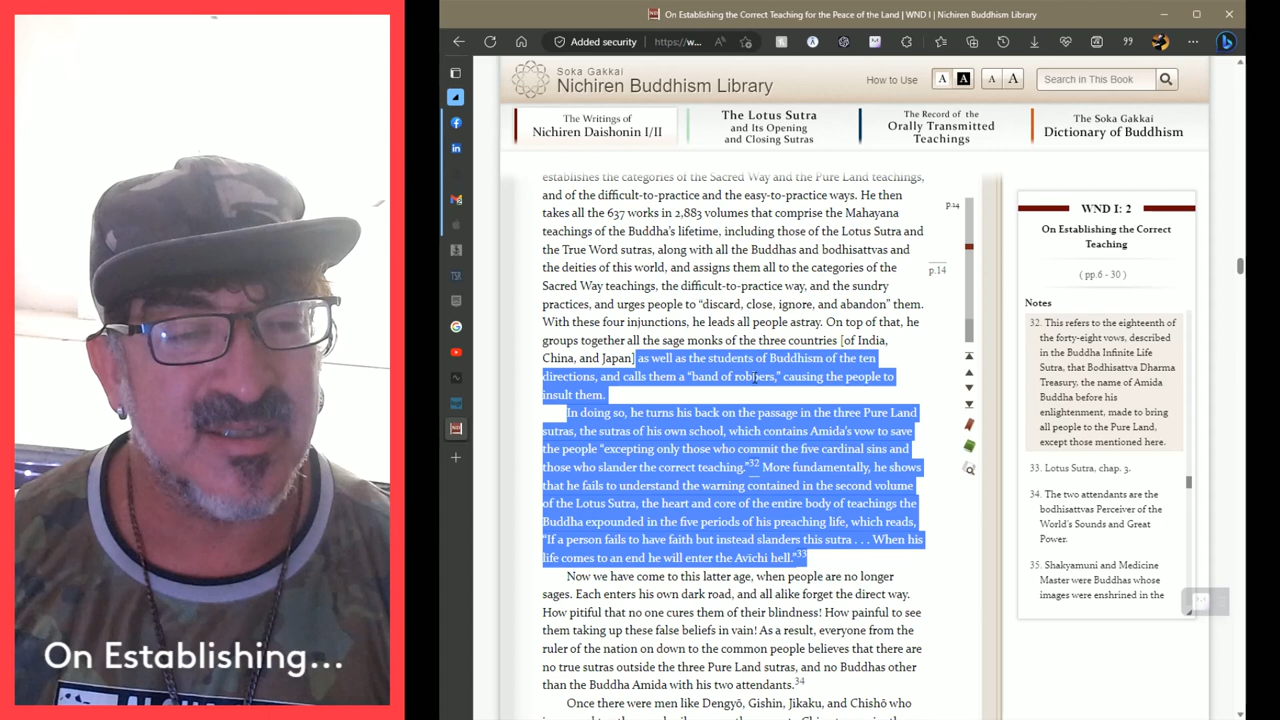 On Establishing the Correct Teaching for the Peace of the Land | WND I | Nichiren Buddhism Library
Added security
https://w...
Soka Gakkai
Nichiren Buddhism Library
How to Use
A A A A
Search in This Book
The Writings of
Nichiren Daishonin I/II
The Lotus Sutra
and Its Opening
and Closing Sutras
The Record of the
Orally Transmitted
Teachings
The Soka Gakkai
Dictionary of Buddhism
establishes the categories of the Sacred Way and the Pure Land teachings,
and of the difficult-to-practice and the easy-to-practice ways. He then
takes all the 637 works in 2,883 volumes that comprise the Mahayana
teachings of the Buddha's lifetime, including those of the Lotus Sutra and
the True Word sutras, along with all the Buddhas and bodhisattvas and
the deities of this world, and assigns them all to the categories of the
Sacred Way teachings, the difficult-to-practice way, and the sundry
practices, and urges people to “discard, close, ignore, and abandon” them.
With these four injunctions, he leads all people astray. On top of that, he
groups together all the sage monks of the three countries [of India,
China, and Japan] as well as the students of Buddhism of the ten
directions, and calls them a “band of robbers,” causing the people to
insult them.
In doing so, he turns his back on the passage in the three Pure Land
sutras, the sutras of his own school, which contains Amida's vow to save
the people “excepting only those who commit the five cardinal sins and
those who slander the correct teaching.”32 More fundamentally, he shows
that he fails to understand the warning contained in the second volume
of the Lotus Sutra, the heart and core of the entire body of teachings the
Buddha expounded in the five periods of his preaching life, which reads,
“If a person fails to have faith but instead slanders this sutra . . . When his
life comes to an end he will enter the Avīchi hell.”33
Now we have come to this latter age, when people are no longer
sages. Each enters his own dark road, and all alike forget the direct way.
How pitiful that no one cures them of their blindness! How painful to see
them taking up these false beliefs in vain! As a result, everyone from the
ruler of the nation on down to the common people believes that there are
no true sutras outside the three Pure Land sutras, and no Buddhas other
than the Buddha Amida with his two attendants.34
Once there were men like Dengyō, Gishin, Jikaku, and Chishō who
p.14
p.14
WND I: 2
On Establishing the Correct
Teaching
( pp.6 - 30 )
Notes
32. This refers to the eighteenth of
the forty-eight vows, described
in the Buddha Infinite Life
Sutra, that Bodhisattva Dharma
Treasury, the name of Amida
Buddha before his
enlightenment, made to bring
all people to the Pure Land,
except those mentioned here.
33. Lotus Sutra, chap. 3.
34. The two attendants are the
bodhisattvas Perceiver of the
World's Sounds and Great
Power.
35. Shakyamuni and Medicine
Master were Buddhas whose
images were enshrined in the
TSR
On Establishing...